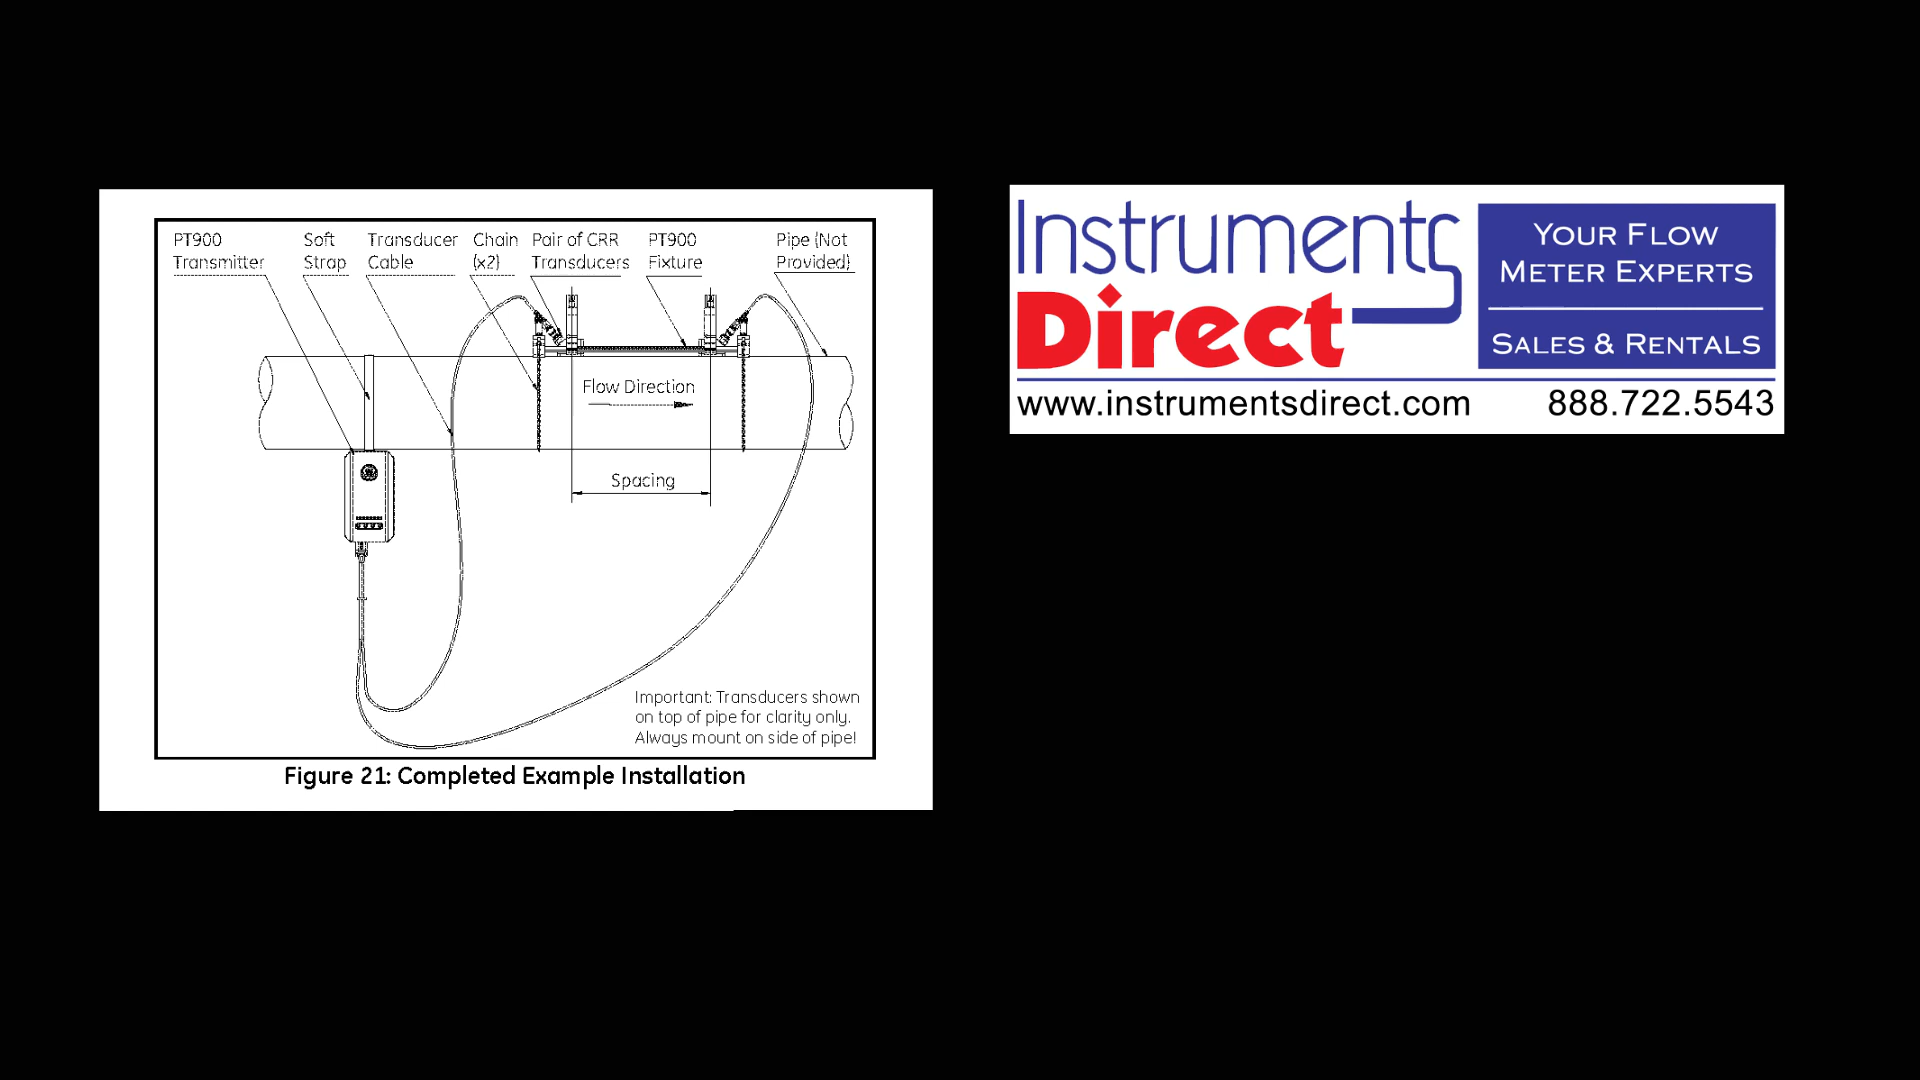 PT900
Transmitter
Soft
Strap
Transducer
Cable
Chain
(x2)
Pair of CRR
Transducers
PT900
Fixture
Pipe (Not
Provided)
Flow Direction
Spacing
Important: Transducers shown
on top of pipe for clarity only.
Always mount on side of pipe!
Figure 21: Completed Example Installation
Instruments
Direct
YOUR FLOW
METER EXPERTS
SALES & RENTALS
www.instrumentsdirect.com 888.722.5543